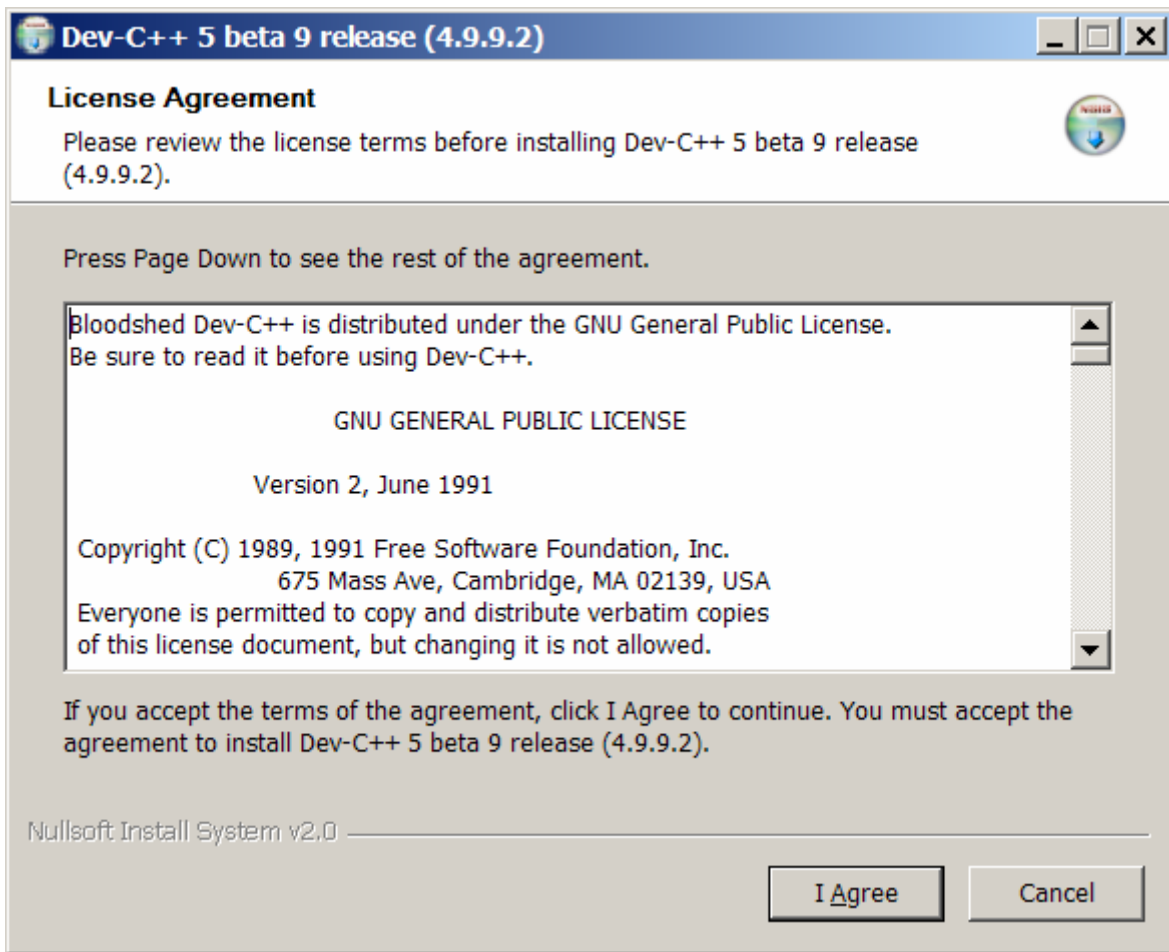 Dev-C++ 5 beta 9 release (4.9.9.2)
License Agreement
Please review the license terms before installing Dev-C++ 5 beta 9 release
(4.9.9.2).
Press Page Down to see the rest of the agreement.
Bloodshed Dev-C++ is distributed under the GNU General Public License.
Be sure to read it before using Dev-C++.
GNU GENERAL PUBLIC LICENSE
Version 2, June 1991
Copyright (C) 1989, 1991 Free Software Foundation, Inc.
675 Mass Ave, Cambridge, MA 02139, USA
Everyone is permitted to copy and distribute verbatim copies
of this license document, but changing it is not allowed.
If you accept the terms of the agreement, click I Agree to continue. You must accept the
agreement to install Dev-C++ 5 beta 9 release (4.9.9.2).
Nullsoft Install System v2.0
I Agree
Cancel